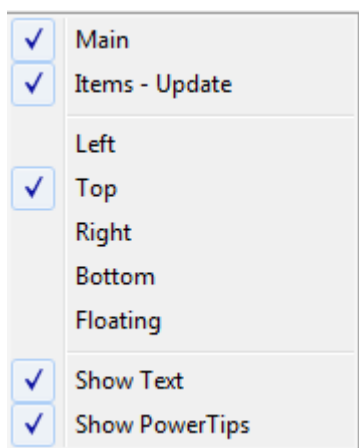 Main
Items - Update
Left
Top
Right
Bottom
Floating
Show Text
Show PowerTips